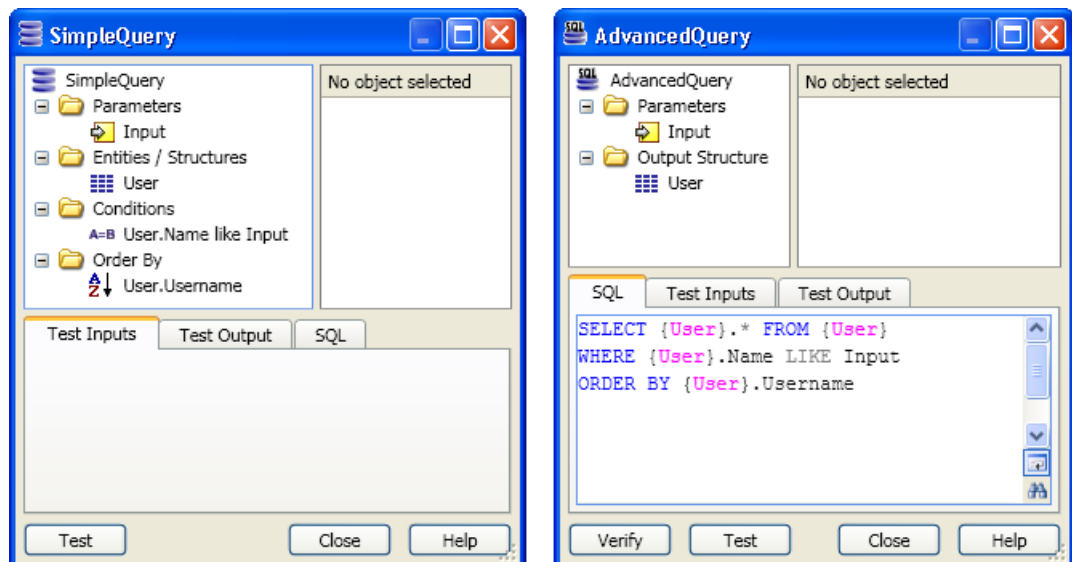 SimpleQuery
SimpleQuery
Parameters
Input
Entities / Structures
User
Conditions
A=B User.Name like Input
Order By
AZ User.Username
No object selected
Test Inputs Test Output SQL
Test Close Help
SQL AdvancedQuery
SQL AdvancedQuery
Parameters
Input
Output Structure
User
No object selected
SQL Test Inputs Test Output
SELECT {User}.* FROM {User}
WHERE {User}.Name LIKE Input
ORDER BY {User}.Username
Verify Test Close Help